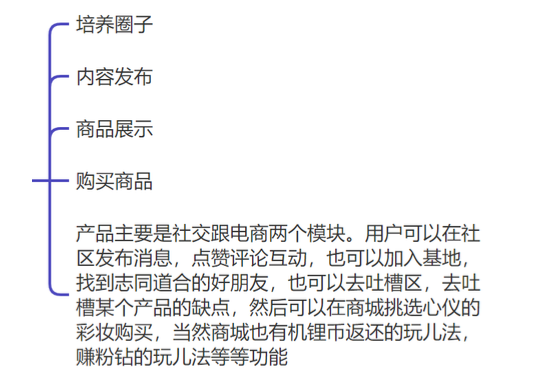 培养圈子
内容发布
商品展示
购买商品
产品主要是社交跟电商两个模块。用户可以在社
区发布消息，点赞评论互动，也可以加入基地，
找到志同道合的好朋友，也可以去吐槽区，去吐
槽某个产品的缺点，然后可以在商城挑选心仪的
彩妆购买，当然商城也有机锂币返还的玩儿法，
赚粉钻的玩儿法等等功能